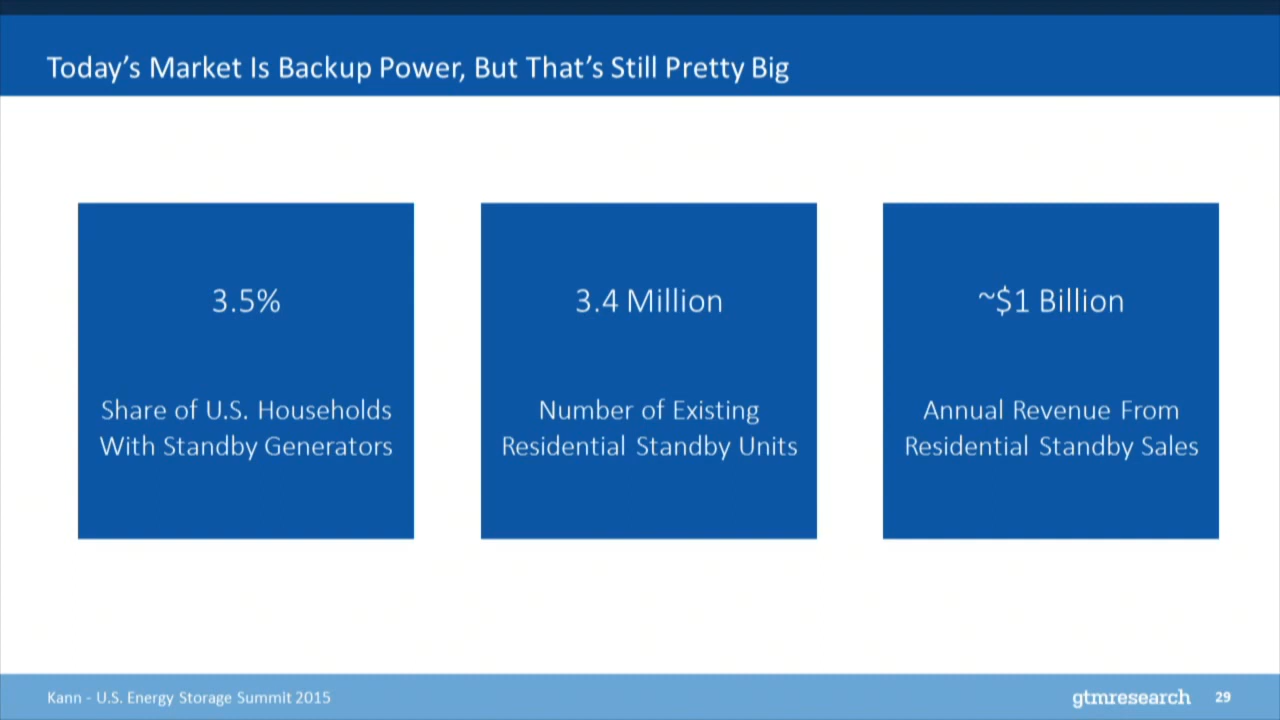 Today's Market Is Backup Power, But That's Still Pretty Big
3.5%
Share of U.S. Households
With Standby Generators
3.4 Million
Number of Existing
Residential Standby Units
~$1 Billion
Annual Revenue From
Residential Standby Sales
Kann - U.S. Energy Storage Summit 2015
gtmresearch 29